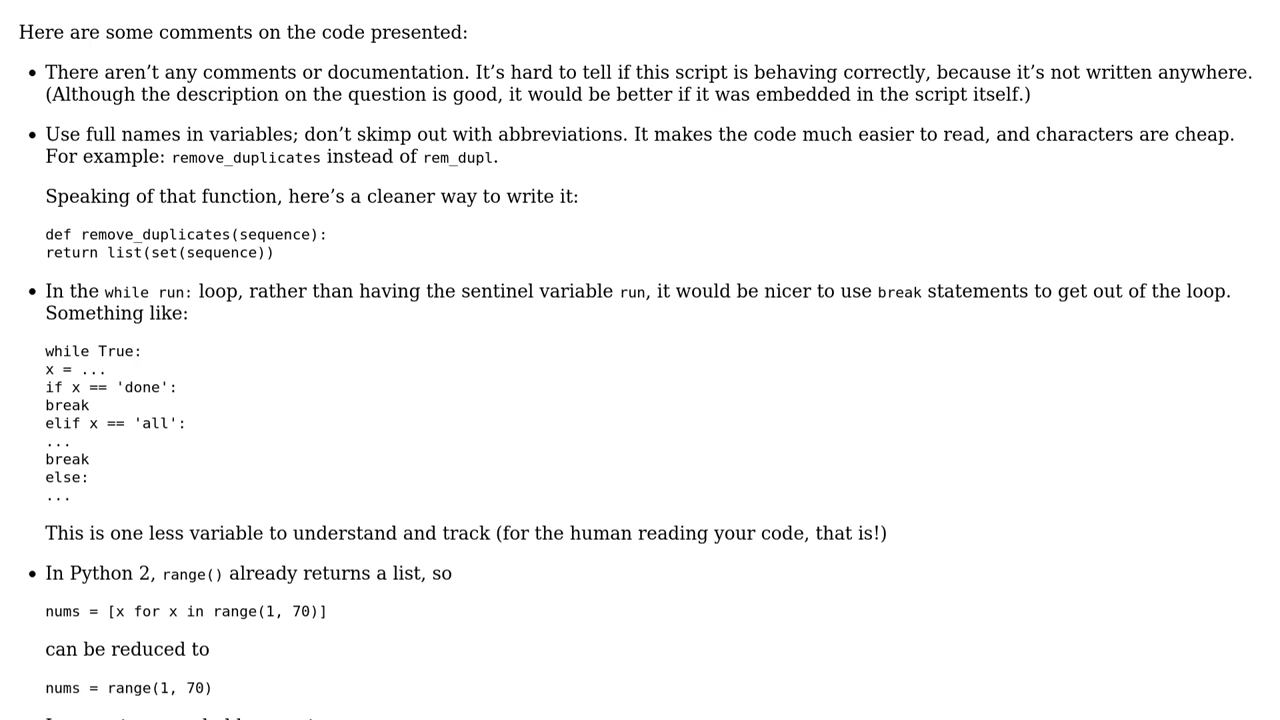 Here are some comments on the code presented:
• There aren’t any comments or documentation. It’s hard to tell if this script is behaving correctly, because it’s not written anywhere.
(Although the description on the question is good, it would be better if it was embedded in the script itself.)
• Use full names in variables; don’t skimp out with abbreviations. It makes the code much easier to read, and characters are cheap.
For example: remove_duplicates instead of rem_dupl.
Speaking of that function, here’s a cleaner way to write it:
def remove_duplicates(sequence):
return list(set(sequence))
• In the while run: loop, rather than having the sentinel variable run, it would be nicer to use break statements to get out of the loop.
Something like:
while True:
x = ...
if x == 'done':
break
elif x == 'all':
...
break
else:
...
This is one less variable to understand and track (for the human reading your code, that is!)
• In Python 2, range() already returns a list, so
nums = [x for x in range(1, 70)]
can be reduced to
nums = range(1, 70)